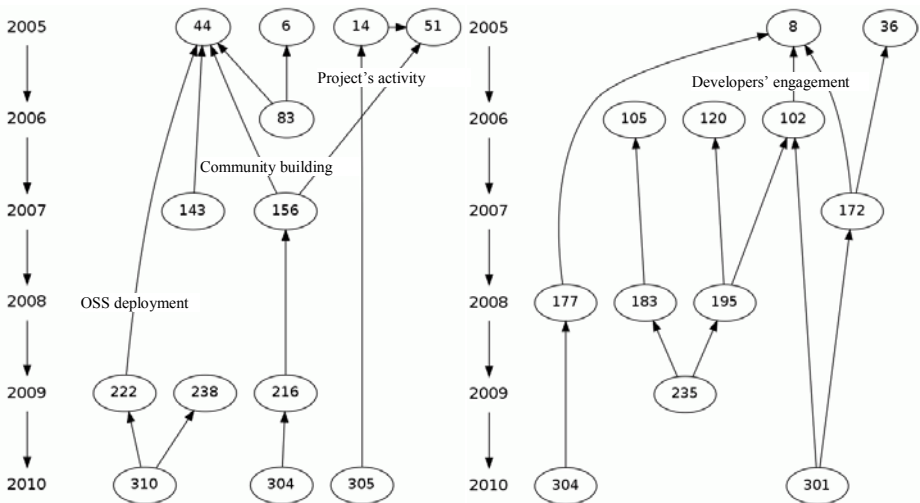 2005 44 6 14 51 2005 8 36
Project's activity Developers' engagement
2006 83 2006 105 120 102
Community building
2007 143 156 2007 172
OSS deployment
2008 2008 177 183 195
2009 222 238 216 2009 235
2010 310 304 305 2010 304 301